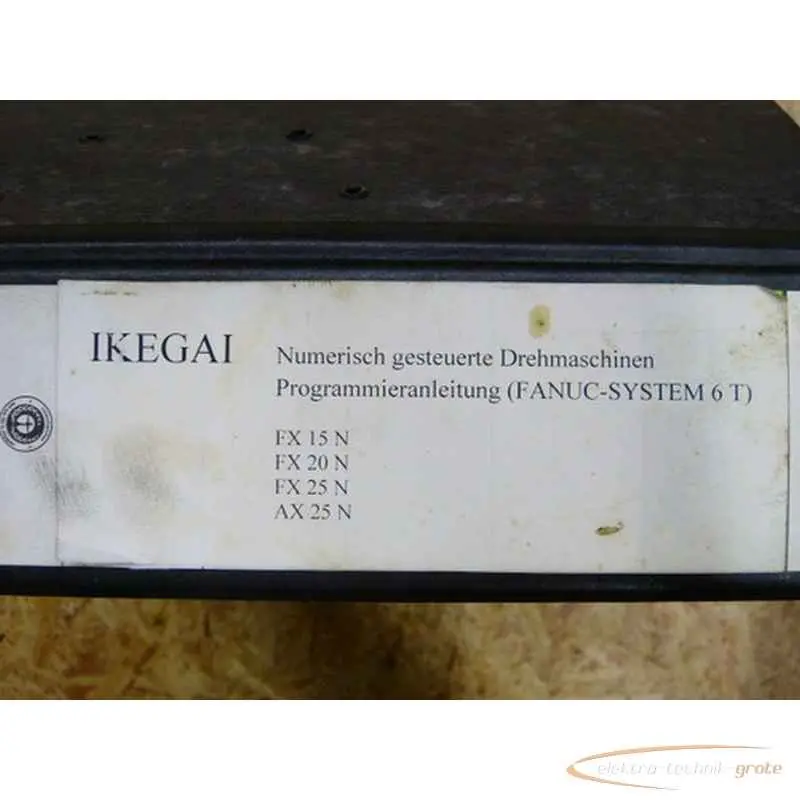 IKEGAI
Numerisch gesteuerte Drehmaschinen
Programmieranleitung (FANUC-SYSTEM 6 T)
FX 15 N
FX 20 N
FX 25 N
AX 25 N
elektro-technik-grote